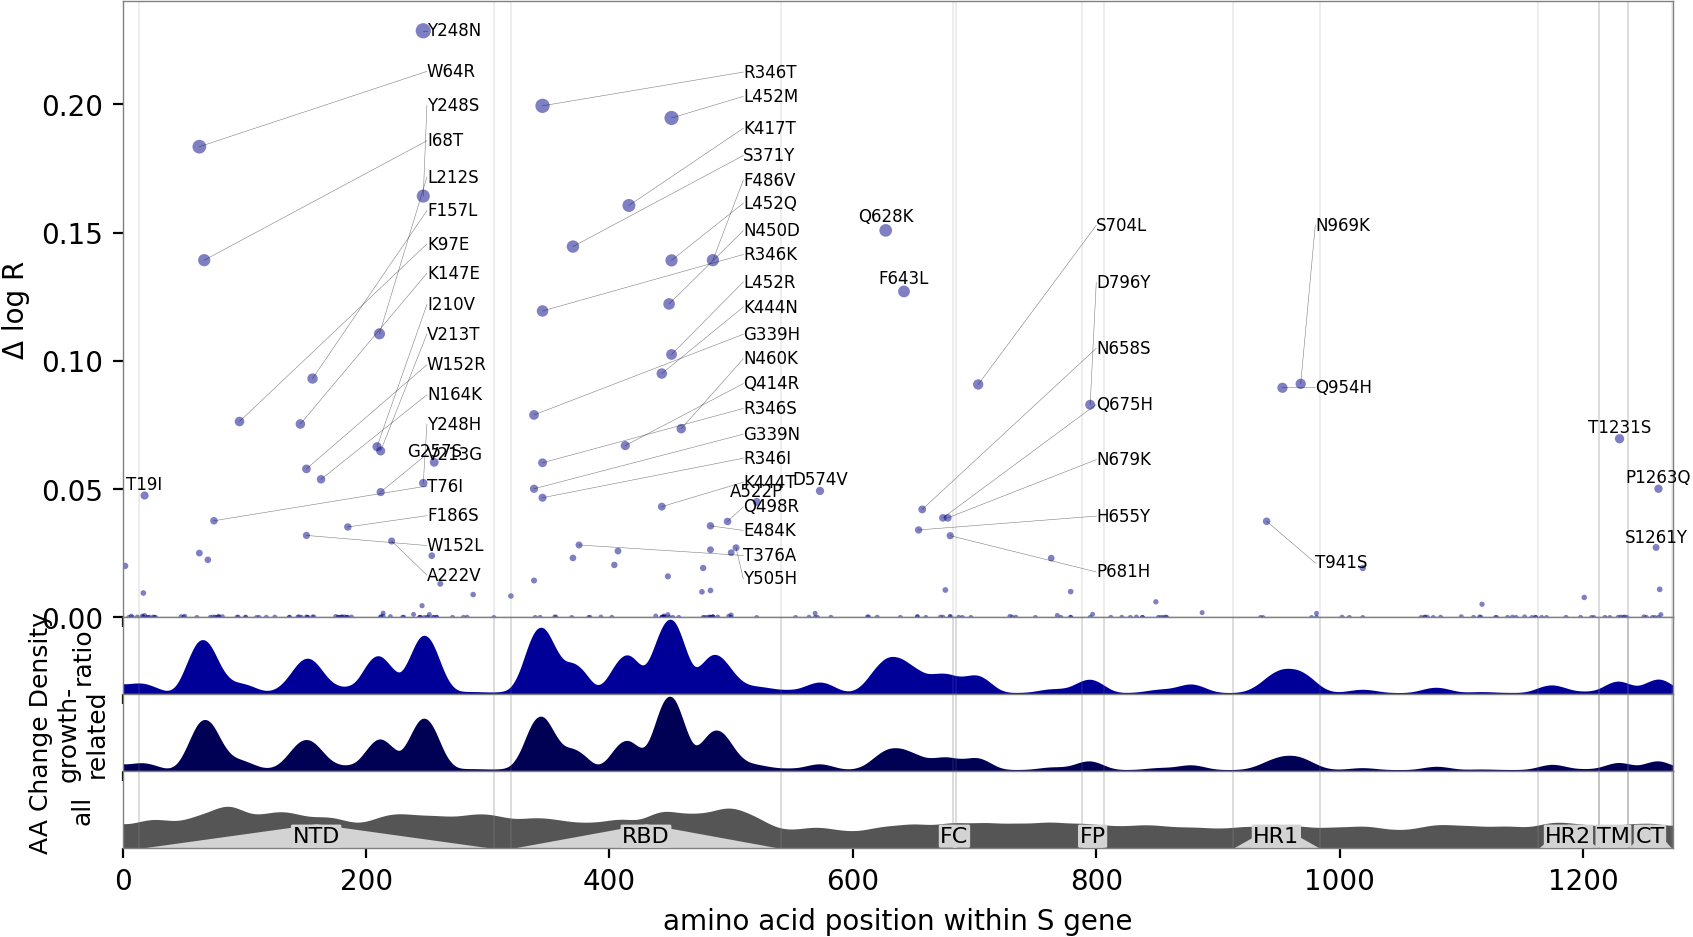 Δ log R
0.20
0.15
0.10
0.05
0.00
Y248N
W64R
Y248S
I68T
L212S
F157L
K97E
K147E
I210V
V213T
W152R
N164K
Y248H
G257S
V213G
T76I
F186S
W152L
A222V
T19I
R346T
L452M
K417T
S371Y
F486V
L452Q
N450D
R346K
L452R
K444N
G339H
N460K
Q414R
R346S
G339N
R346I
K444T
A522P
D574V
Q498R
E484K
T376A
Y505H
Q628K
F643L
S704L
D796Y
N658S
Q675H
N679K
H655Y
P681H
N969K
Q954H
T941S
T1231S
P1263Q
S1261Y
AA Change Density
ratio
growth-
related
all
NTD
RBD
FC
FP
HR1
HR2
TM
CT
0
200
400
600
800
1000
1200
amino acid position within S gene